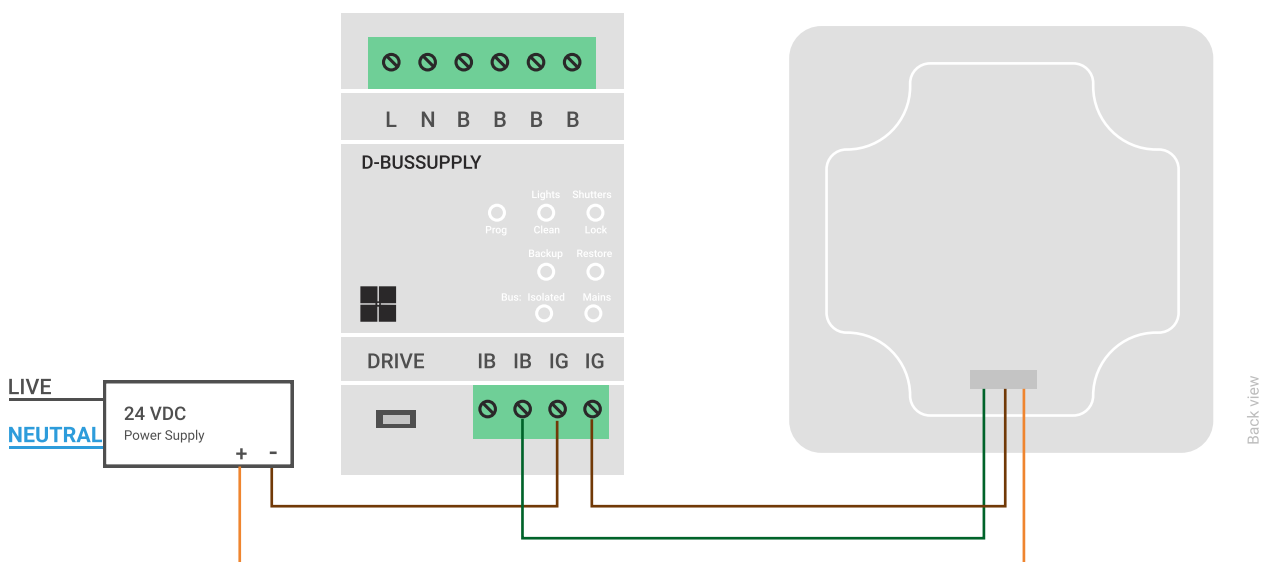 L N B B B B
D-BUSSUPPLY
Lights Shutters
Prog Clean Lock
Backup Restore
Bus: Isolated Mains
DRIVE IB IB IG IG
LIVE
NEUTRAL
24 VDC
Power Supply
+ -
Back view